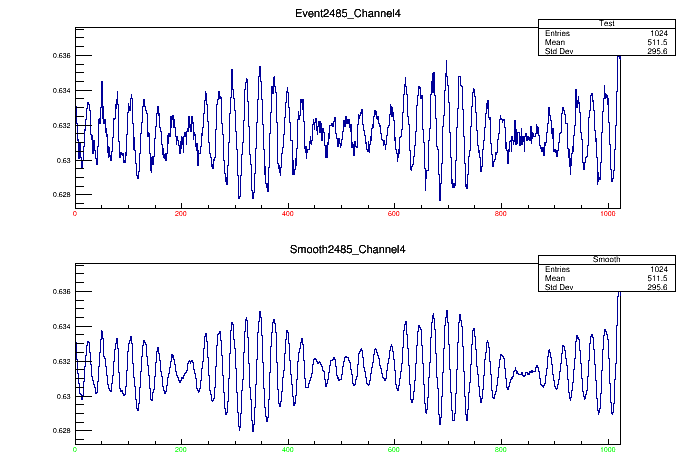 Event2485_Channel4
Test
Entries 1024
Mean 511.5
Std Dev 295.6
0.636
0.634
0.632
0.63
0.628
0 200 400 600 800 1000
Smooth2485_Channel4
Smooth
Entries 1024
Mean 511.5
Std Dev 295.6
0.636
0.634
0.632
0.63
0.628
0 200 400 600 800 1000